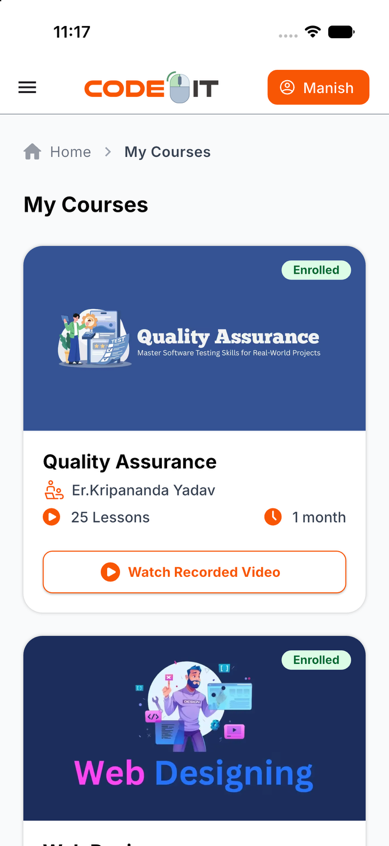 11:17
CODE IT
Manish
Home > My Courses
My Courses
Enrolled
Quality Assurance
Master Software Testing Skills for Real-World Projects
Quality Assurance
Er.Kripananda Yadav
25 Lessons 1 month
Watch Recorded Video
Enrolled
Web Designing